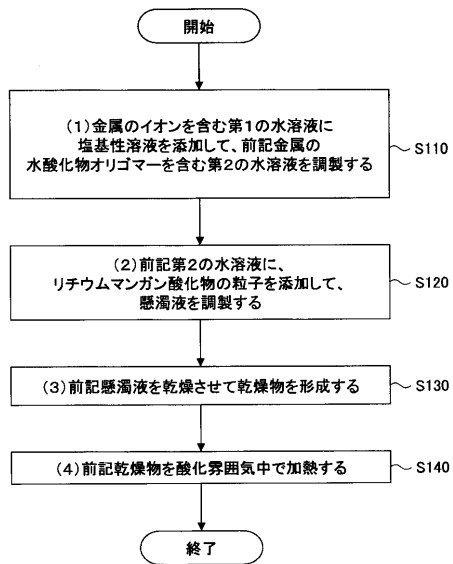 開始
(1)金属のイオンを含む第1の水溶液に
塩基性溶液を添加して、前記金属の
水酸化物オリゴマーを含む第2の水溶液を調製する
S110
(2)前記第2の水溶液に、
リチウムマンガン酸化物の粒子を添加して、
懸濁液を調製する
S120
(3)前記懸濁液を乾燥させて乾燥物を形成する
S130
(4)前記乾燥物を酸化雰囲気中で加熱する
S140
終了